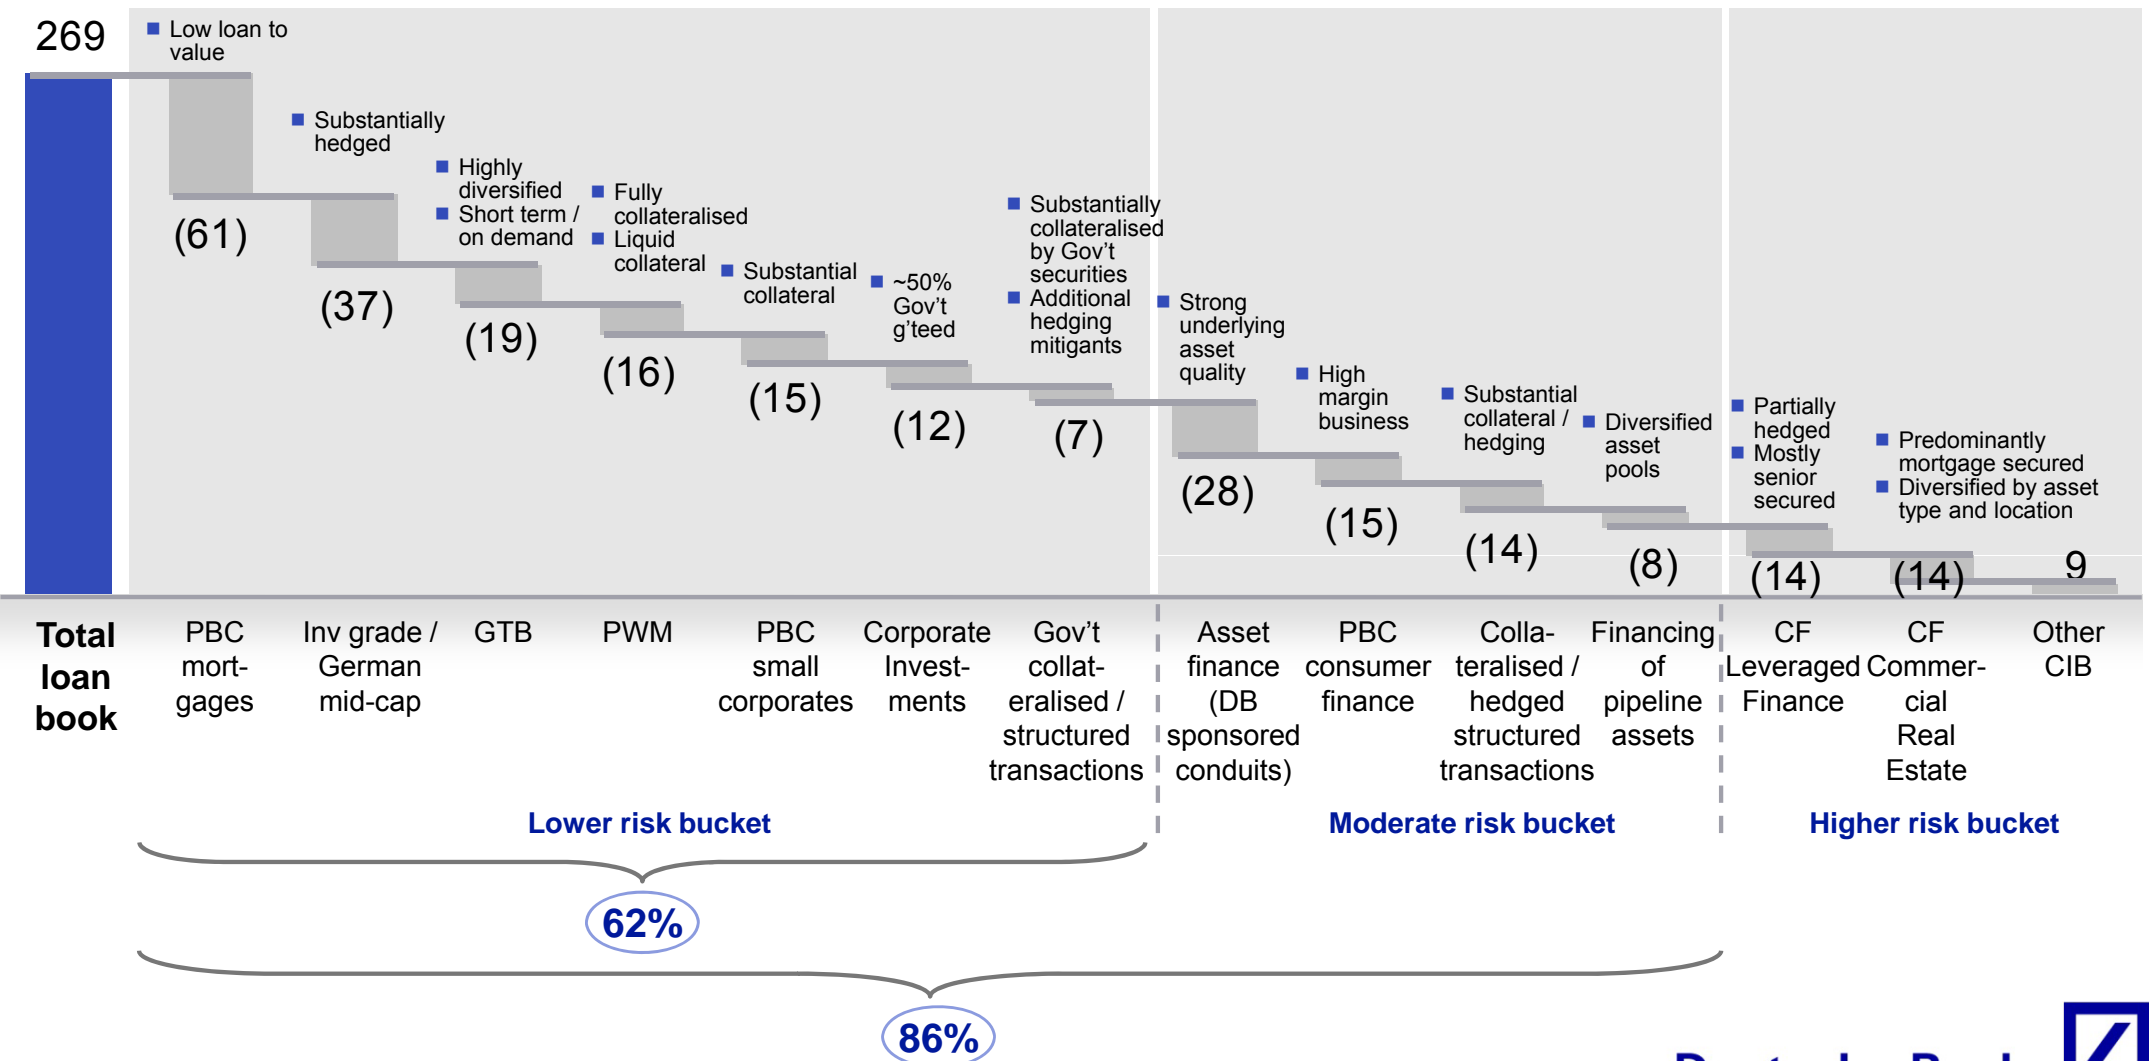 269
Low loan to
value
Substantially
hedged
Highly
diversified
Short term /
on demand
Fully
collateralised
Liquid
collateral
Substantial
collateral
~50%
Gov't
g'teed
Substantially
collateralised
by Gov't
securities
Additional
hedging
mitigants
Strong
underlying
asset
quality
High
margin
business
Substantial
collateral /
hedging
Diversified
asset
pools
Partially
hedged
Mostly
senior
secured
Predominantly
mortgage secured
Diversified by asset
type and location
(61)
(37)
(19)
(16)
(15)
(12)
(7)
(28)
(15)
(14)
(8)
(14)
(14)
9
Total
loan
book
PBC
mort-
gages
Inv grade /
German
mid-cap
GTB
PWM
PBC
small
corporates
Corporate
Invest-
ments
Gov't
collat-
eralised /
structured
transactions
Asset
finance
(DB
sponsored
conduits)
PBC
consumer
finance
Colla-
teralised /
hedged
structured
transactions
Financing
of
pipeline
assets
CF
Leveraged
Finance
CF
Commer-
cial
Real
Estate
Other
CIB
Lower risk bucket
Moderate risk bucket
Higher risk bucket
62%
86%